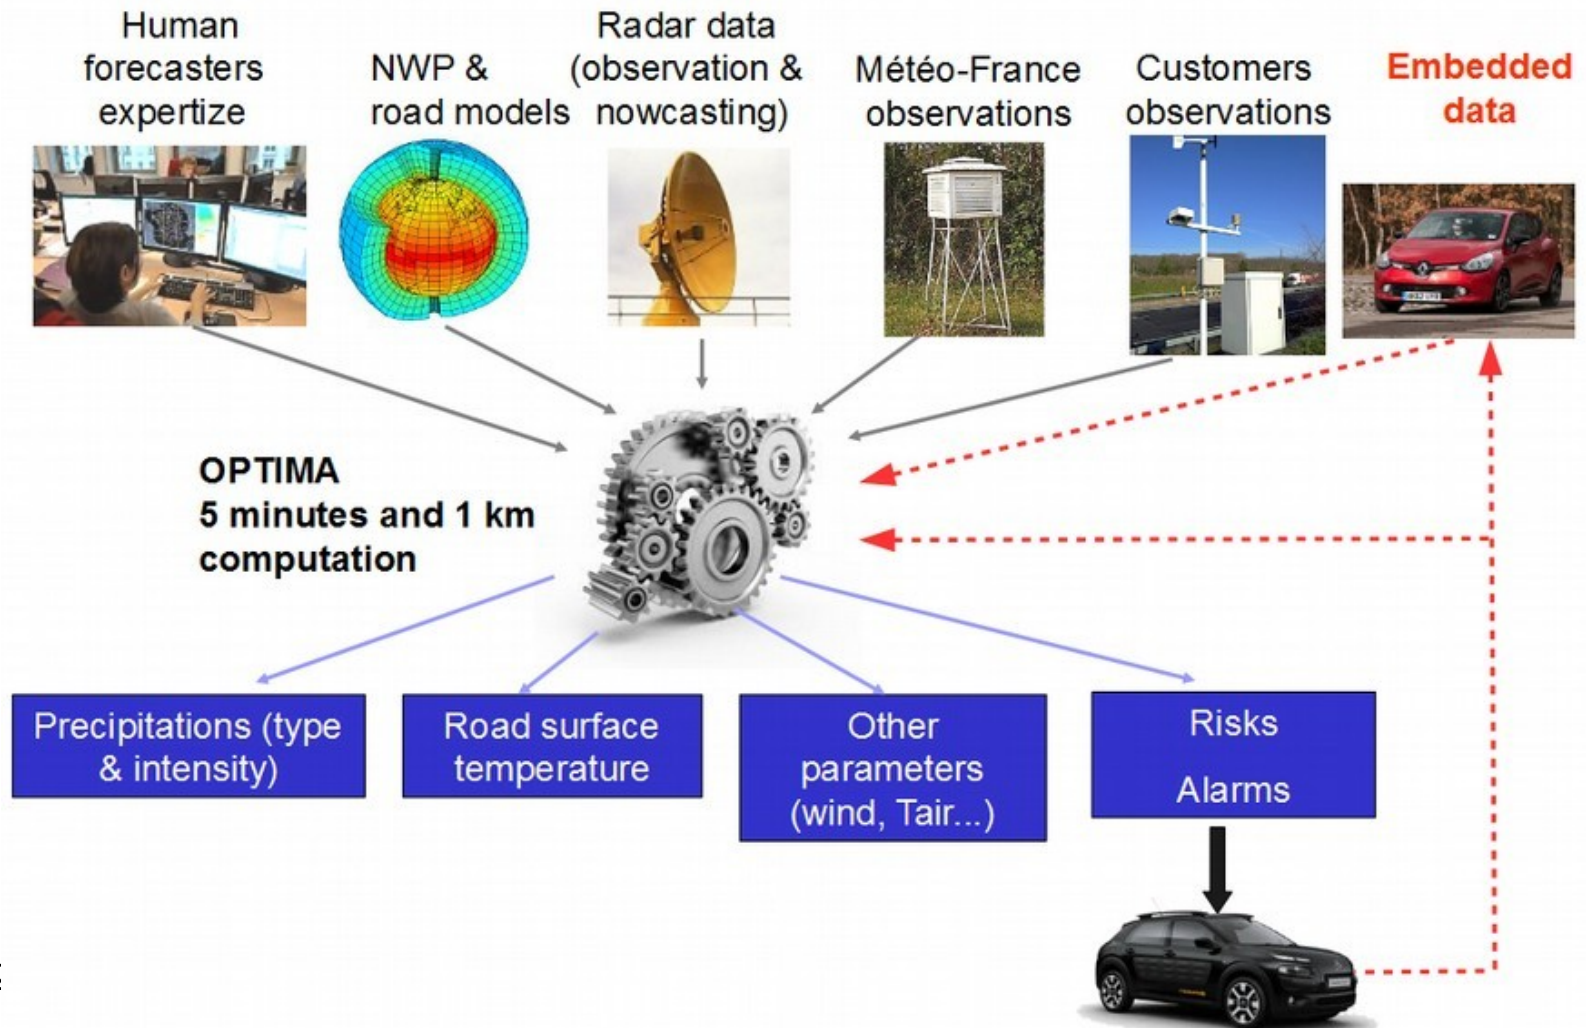 Human
forecasters
expertize
NWP &
road models
Radar data
(observation &
nowcasting)
Météo-France
observations
Customers
observations
Embedded
data
OPTIMA
5 minutes and 1 km
computation
Precipitations (type
& intensity)
Road surface
temperature
Other
parameters
(wind, Tair...)
Risks
Alarms